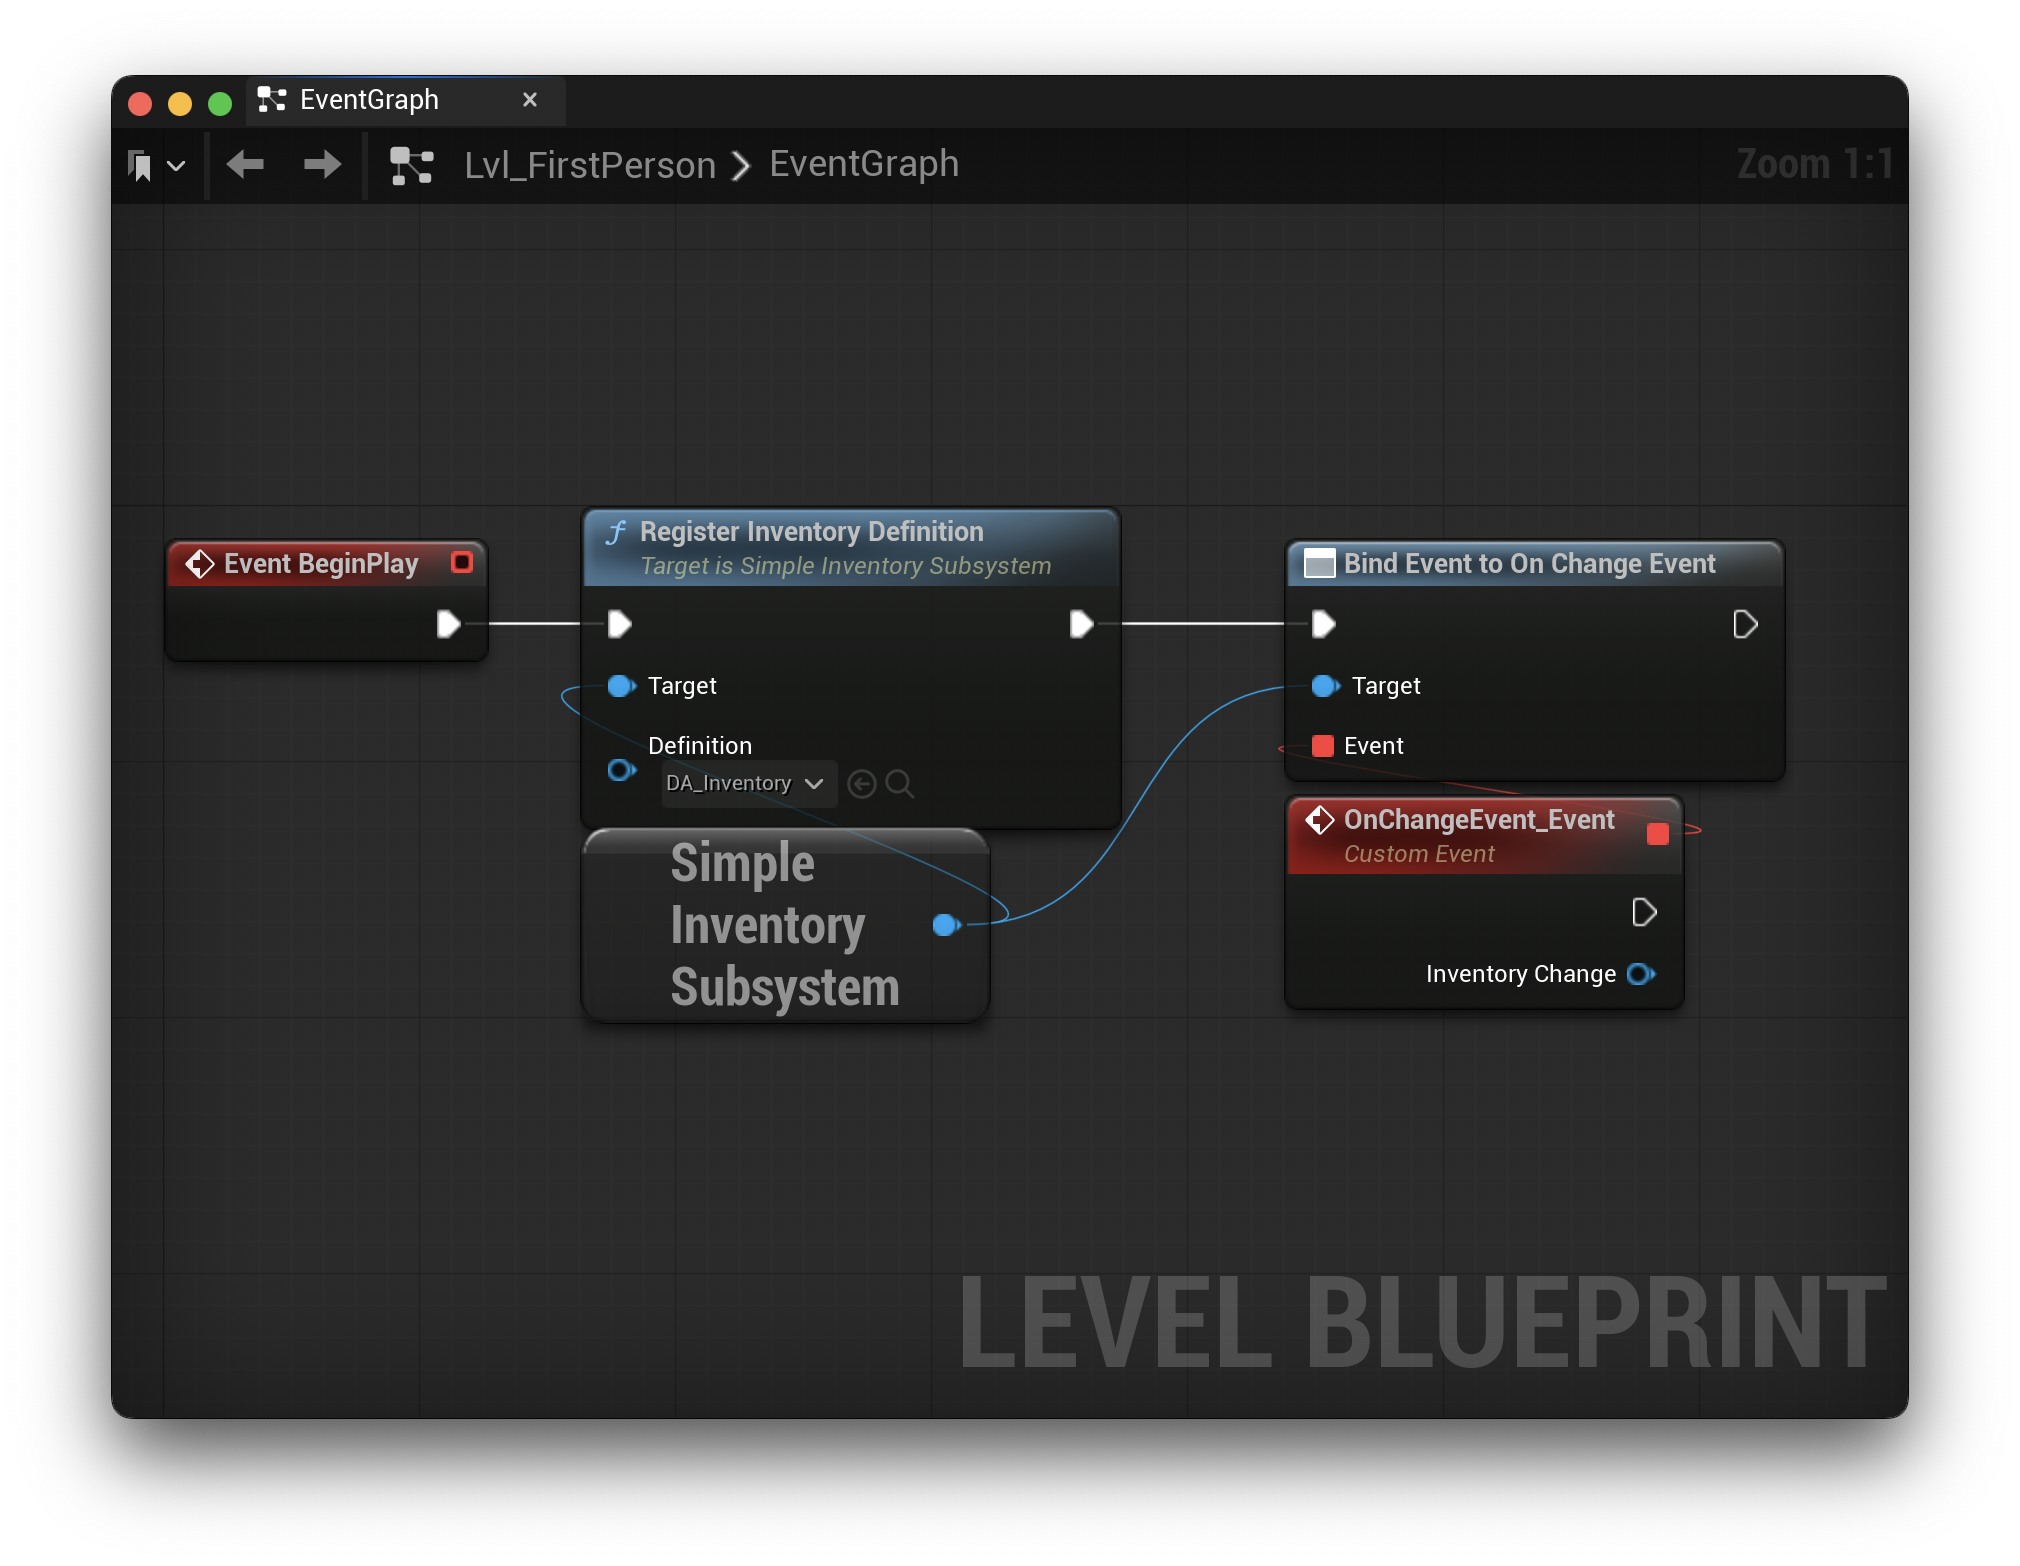 EventGraph
Lvl_FirstPerson
EventGraph
Zoom 1:1
Event BeginPlay
Register Inventory Definition
Target is Simple Inventory Subsystem
Target
Definition
DA_Inventory
Simple
Inventory
Subsystem
Bind Event to On Change Event
Target
Event
OnChangeEvent_Event
Custom Event
Inventory Change
LEVEL BLUEPRINT